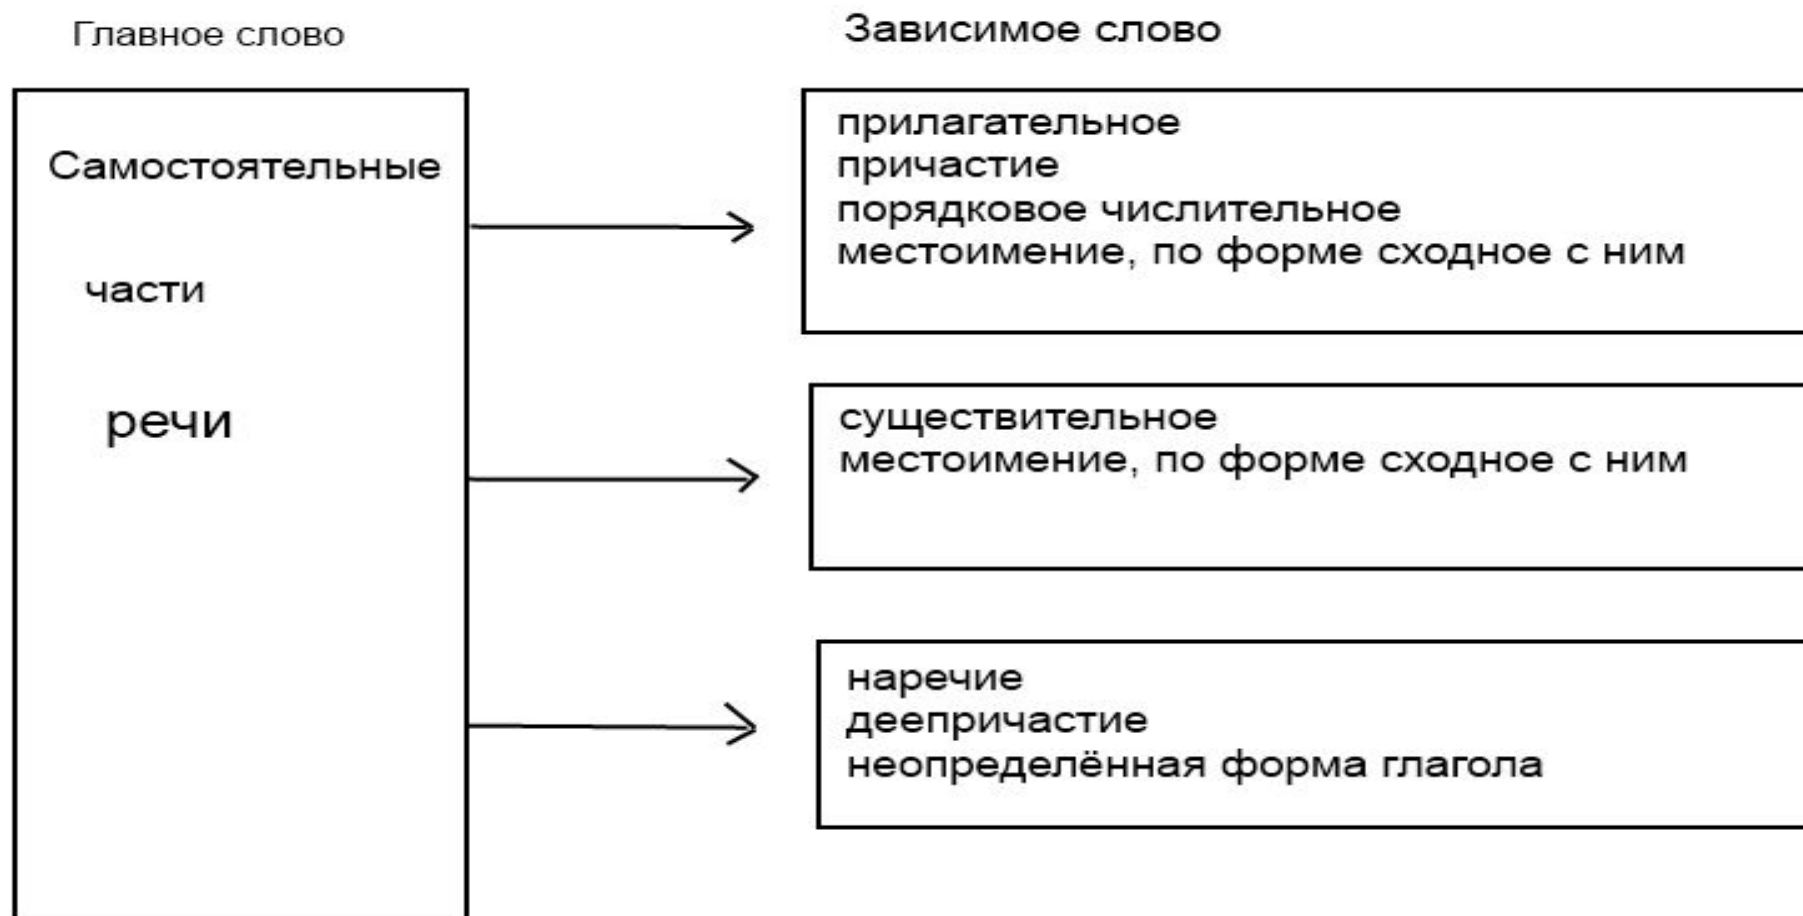 Главное слово
Зависимое слово
Самостоятельные
части
речи
прилагательное
причастие
порядковое числительное
местоимение, по форме сходное с ним
существительное
местоимение, по форме сходное с ним
наречие
деепричастие
неопределённая форма глагола